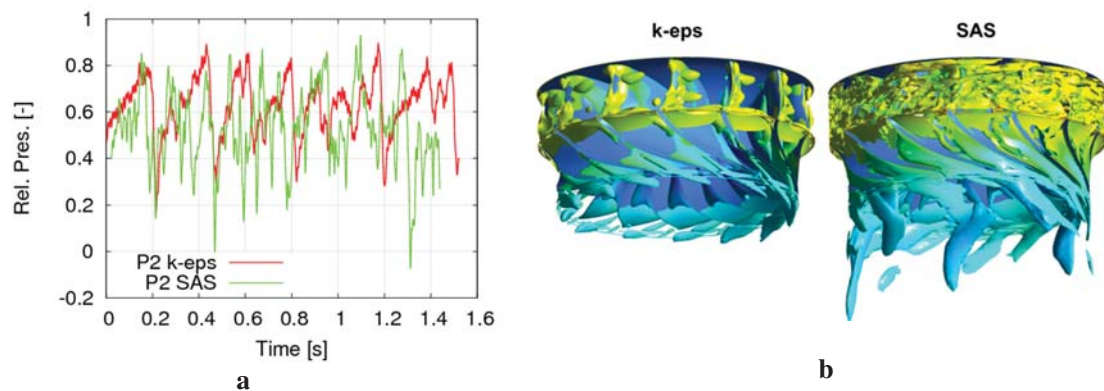 1
0.8
0.6
0.4
0.2
0
-0.2
Rel. Pres. [-]
P2 k-eps
P2 SAS
0 0.2 0.4 0.6 0.8 1 1.2 1.4 1.6
Time [s]
a
k-eps SAS
b